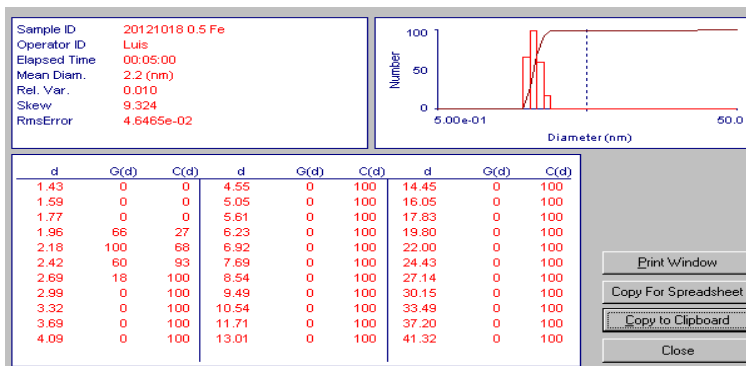 Sample ID 20121018 0.5 Fe
Operator ID Luis
Elapsed Time 00:05:00
Mean Diam. 2.2 (nm)
Rel. Var. 0.010
Skew 9.324
RmsError 4.6465e-02
Number
100
50
0
5.00e-01 50.0
Diameter (nm)
d G(d) C(d) d G(d) C(d) d G(d) C(d)
1.43 0 0 4.55 0 100 14.45 0 100
1.59 0 0 5.05 0 100 16.05 0 100
1.77 0 0 5.61 0 100 17.83 0 100
1.96 66 27 6.23 0 100 19.80 0 100
2.18 100 68 6.92 0 100 22.00 0 100
2.42 60 93 7.69 0 100 24.43 0 100
2.69 18 100 8.54 0 100 27.14 0 100
2.99 0 100 9.49 0 100 30.15 0 100
3.32 0 100 10.54 0 100 33.49 0 100
3.69 0 100 11.71 0 100 37.20 0 100
4.09 0 100 13.01 0 100 41.32 0 100
Print Window
Copy For Spreadsheet
Copy to Clipboard
Close